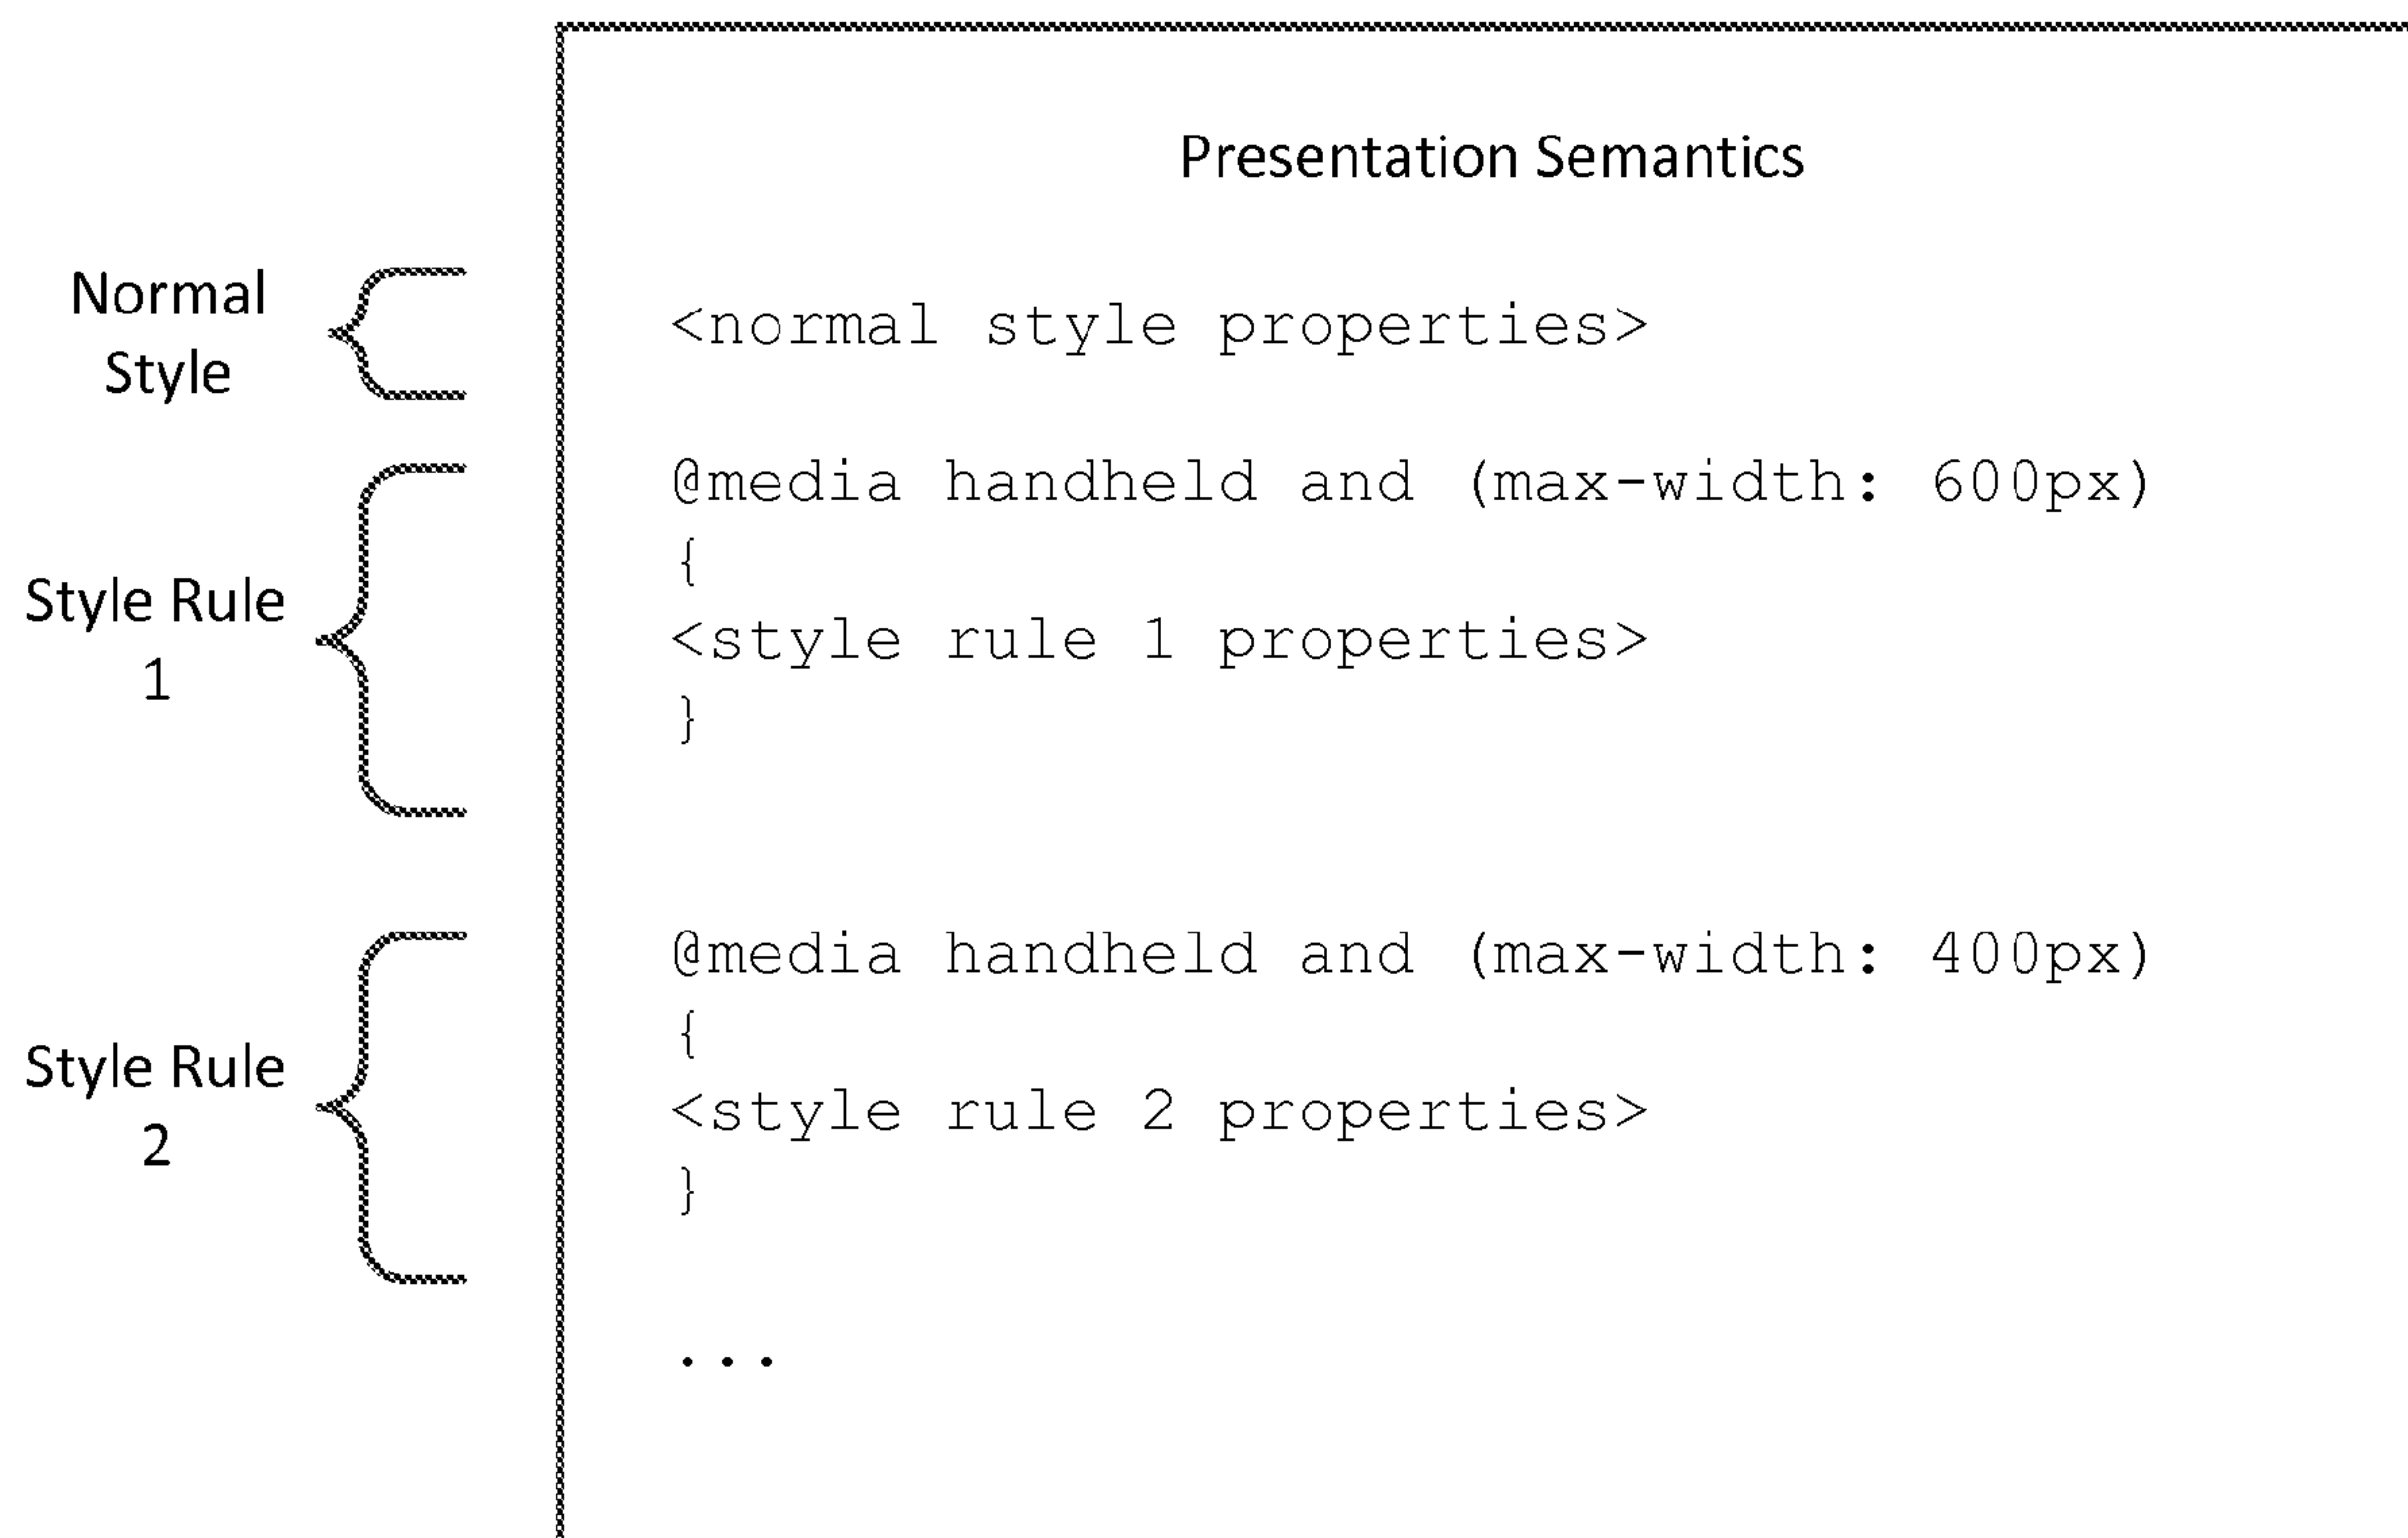 Presentation Semantics
Normal
Style
<normal style properties>
Style Rule
1
@media handheld and (max-width: 600px)
{
<style rule 1 properties>
}
Style Rule
2
@media handheld and (max-width: 400px)
{
<style rule 2 properties>
}
...